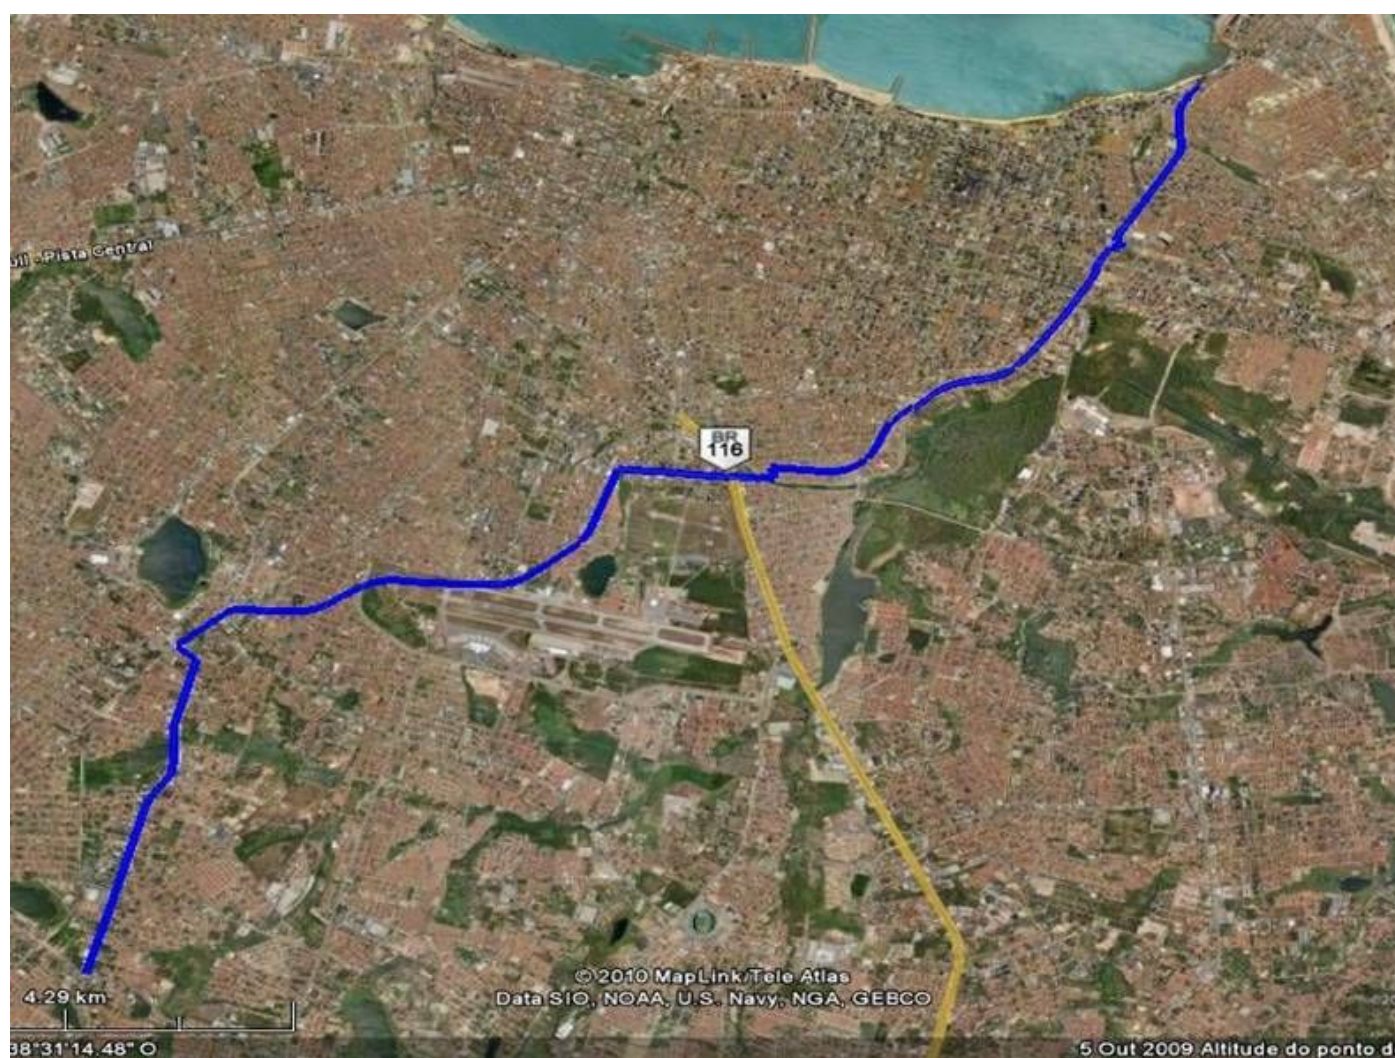 ull - Pista Central
BR
116
© 2010 MapLink/Tele Atlas
Data SIO, NOAA, U.S. Navy, NGA, GEBCO
4.29 km
38°31'14.48" O
5 Out 2009 Altitude do ponto d